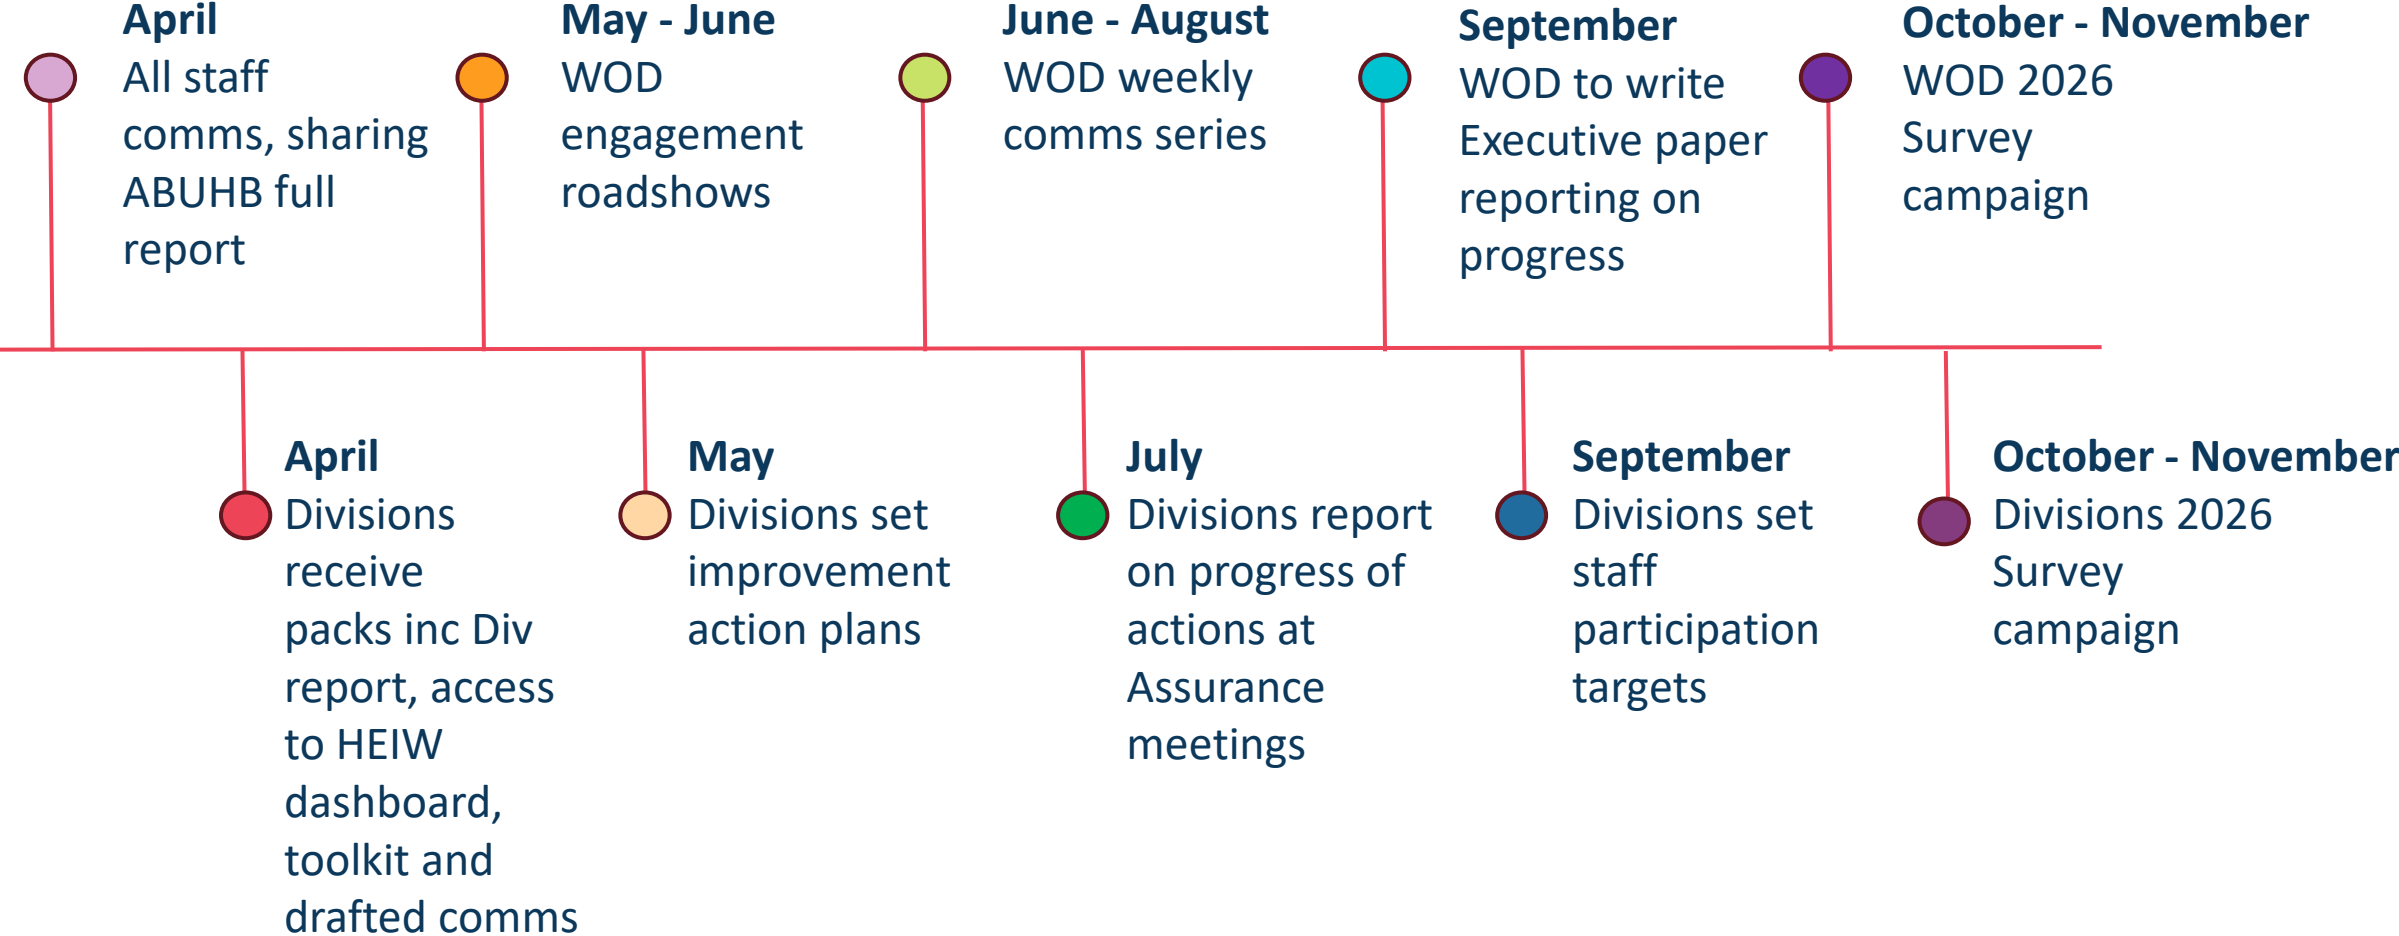 April
All staff
comms, sharing
ABUHB full
report
May - June
WOD
engagement
roadshows
June - August
WOD weekly
comms series
September
WOD to write
Executive paper
reporting on
progress
October - November
WOD 2026
Survey
campaign
April
Divisions
receive
packs inc Div
report, access
to HEIW
dashboard,
toolkit and
drafted comms
May
Divisions set
improvement
action plans
July
Divisions report
on progress of
actions at
Assurance
meetings
September
Divisions set
staff
participation
targets
October - November
Divisions 2026
Survey
campaign